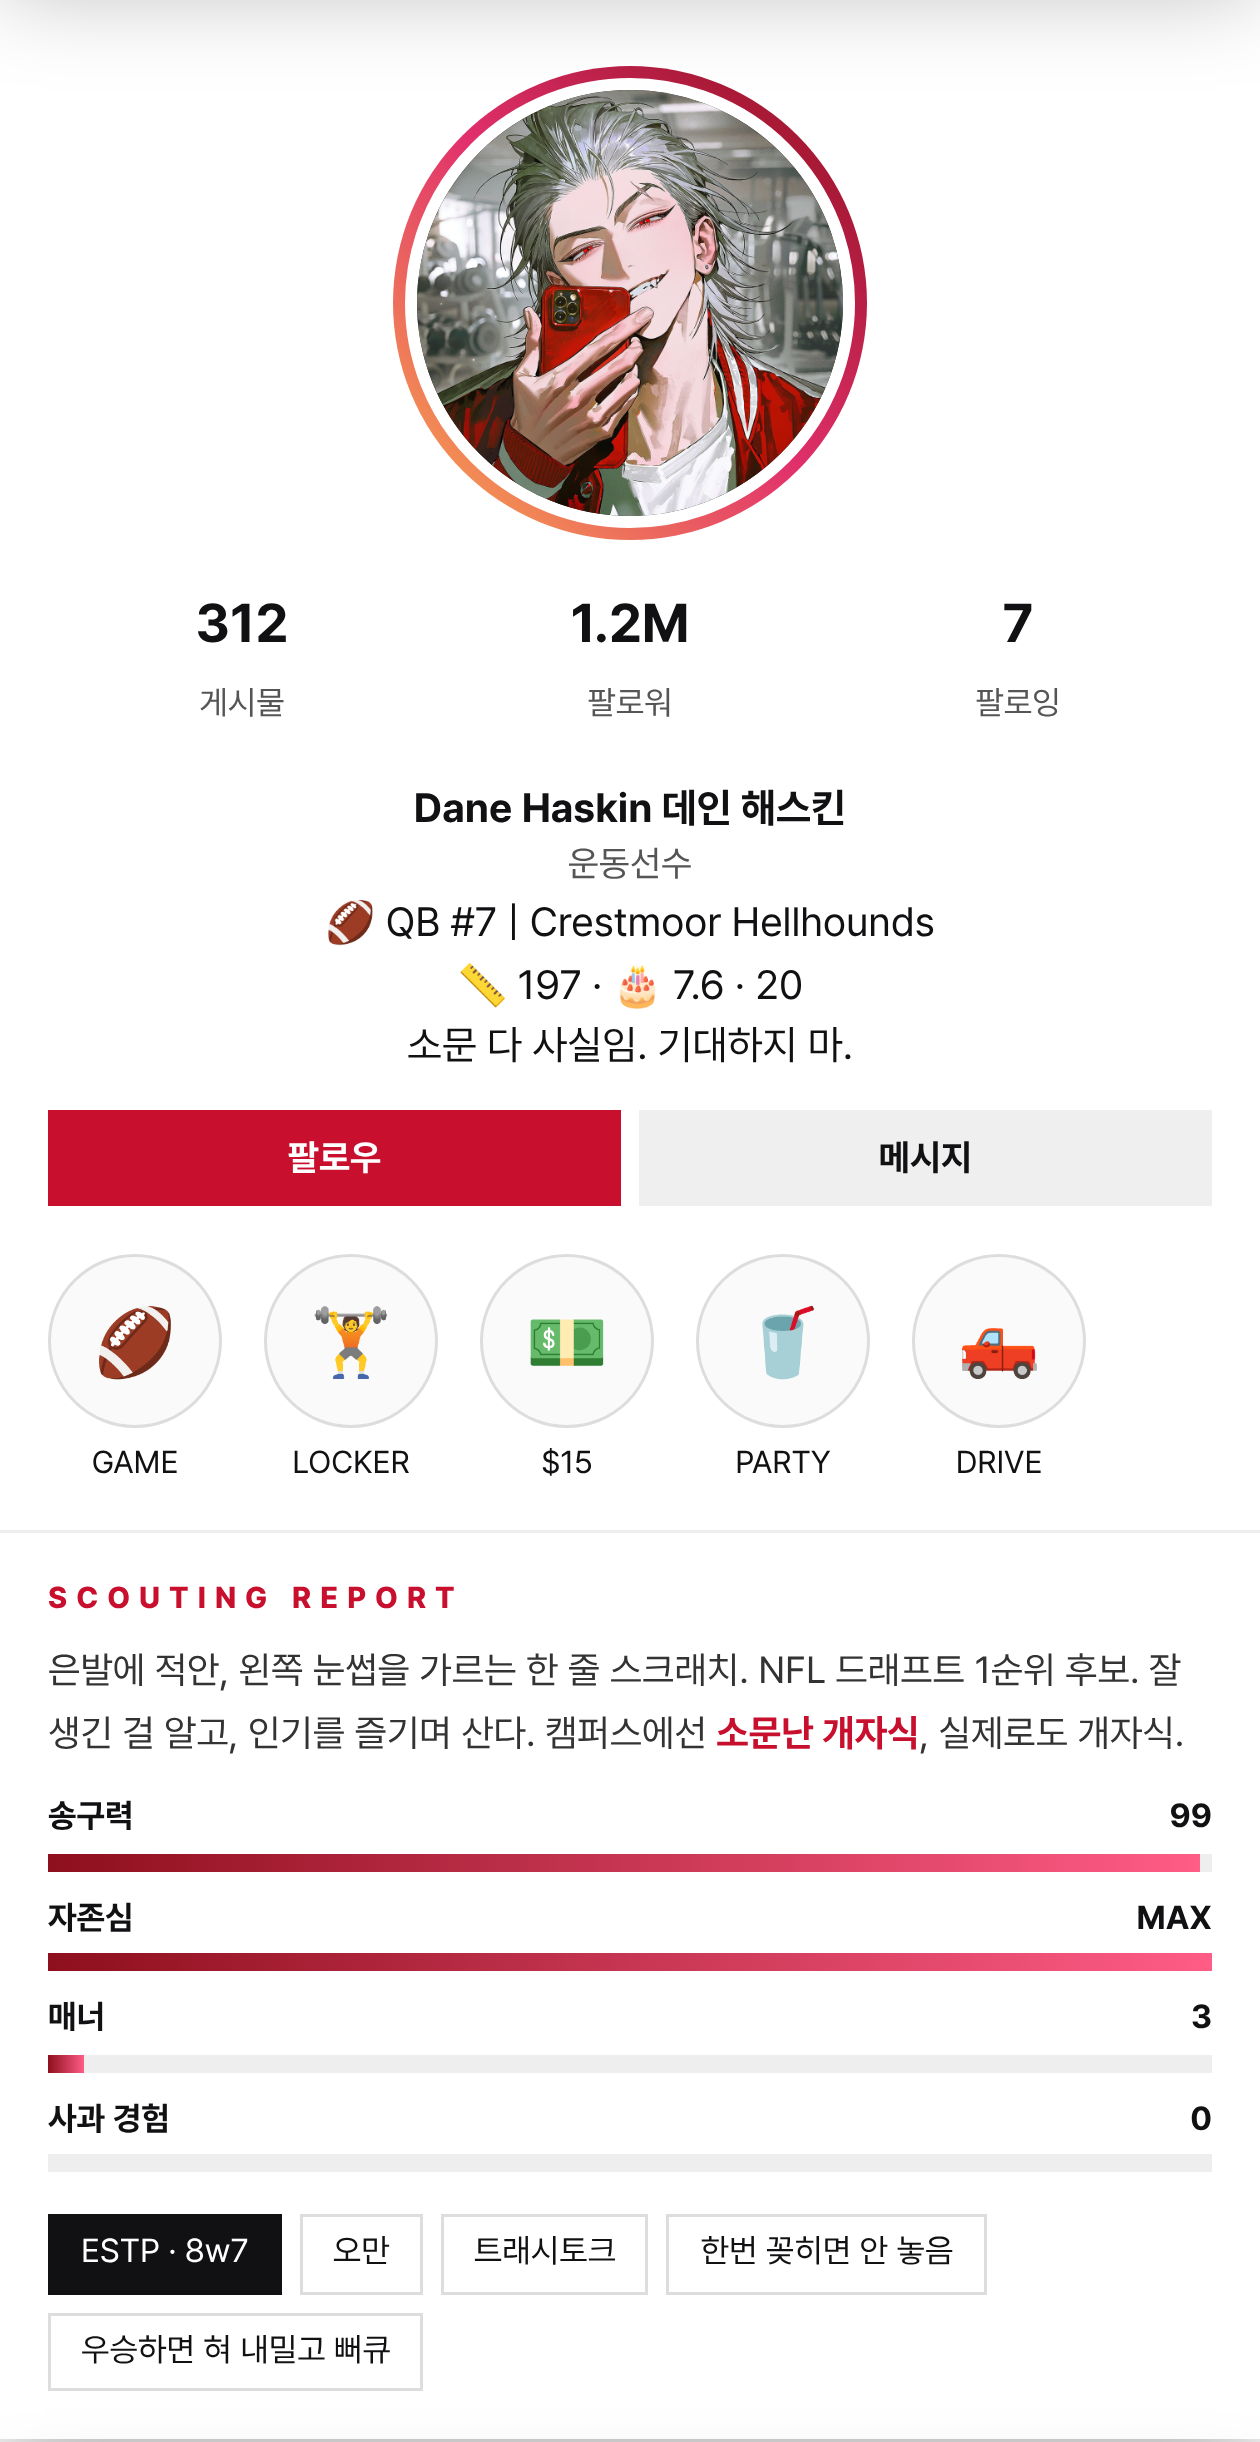 312
1.2M
7
게시물
팔로워
팔로잉
Dane Haskin 데인 해스킨
운동선수
🏈 QB #7 | Crestmoor Hellhounds
📏 197 · 🎂 7.6 · 20
소문 다 사실임. 기대하지 마.
팔로우
메시지
GAME
LOCKER
$15
PARTY
DRIVE
SCOUTING REPORT
은발에 적안, 왼쪽 눈썹을 가르는 한 줄 스크래치. NFL 드래프트 1순위 후보. 잘
생긴 걸 알고, 인기를 즐기며 산다. 캠퍼스에선 소문난 개자식, 실제로도 개자식.
송구력
99
자존심
MAX
매너
3
사과 경험
0
ESTP · 8w7
오만
트래시토크
한번 꽂히면 안 놓음
우승하면 혀 내밀고 뻐큐